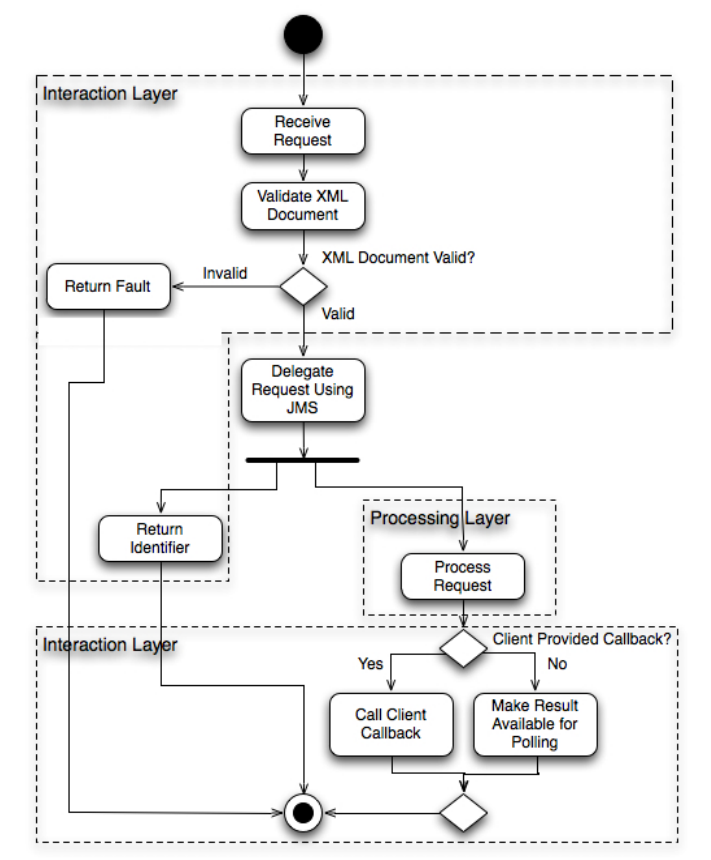 Interaction Layer
Receive
Request
Validate XML
Document
XML Document Valid?
Invalid
Return Fault
Valid
Delegate
Request Using
JMS
Processing Layer
Return
Identifier
Process
Request
Interaction Layer
Client Provided Callback?
Yes
No
Call Client
Callback
Make Result
Available for
Polling